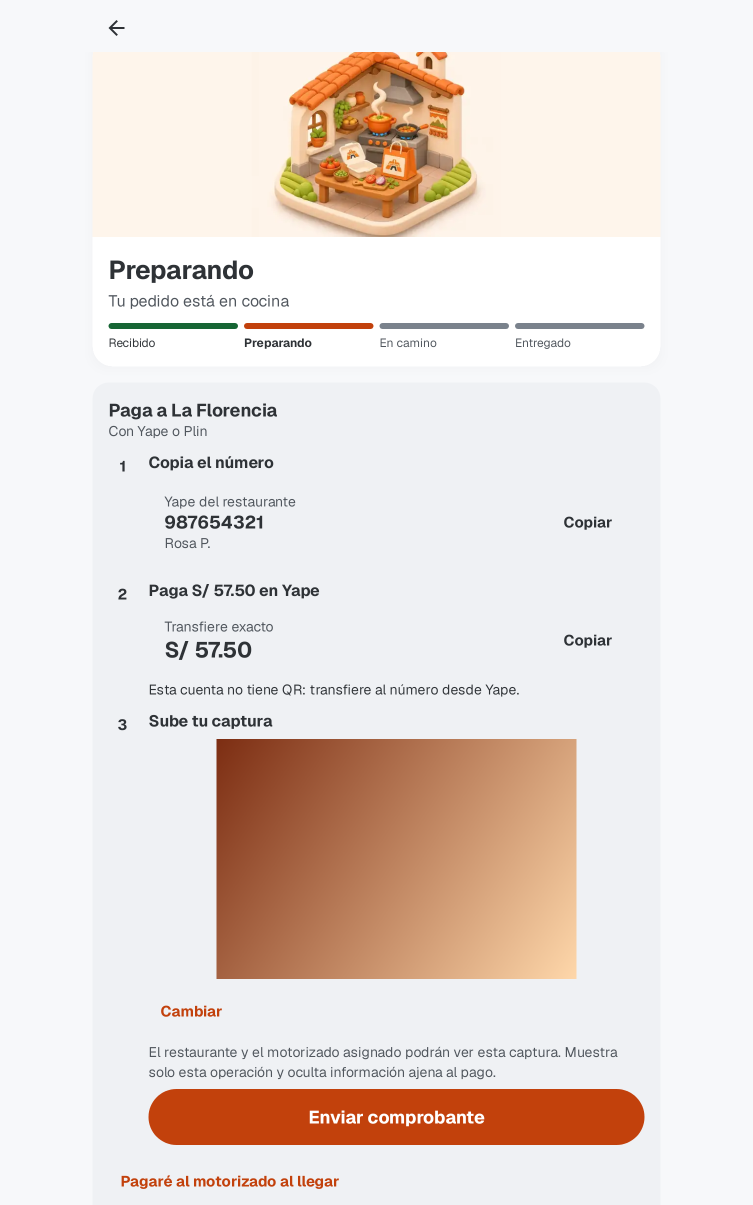 Preparando
Tu pedido está en cocina
Recibido
Preparando
En camino
Entregado
Paga a La Florencia
Con Yape o Plin
1
Copia el número
Yape del restaurante
987654321
Rosa P.
Copiar
2
Paga S/ 57.50 en Yape
Transfiere exacto
S/ 57.50
Copiar
Esta cuenta no tiene QR: transfiere al número desde Yape.
3
Sube tu captura
Cambiar
El restaurante y el motorizado asignado podrán ver esta captura. Muestra
solo esta operación y oculta información ajena al pago.
Enviar comprobante
Pagaré al motorizado al llegar